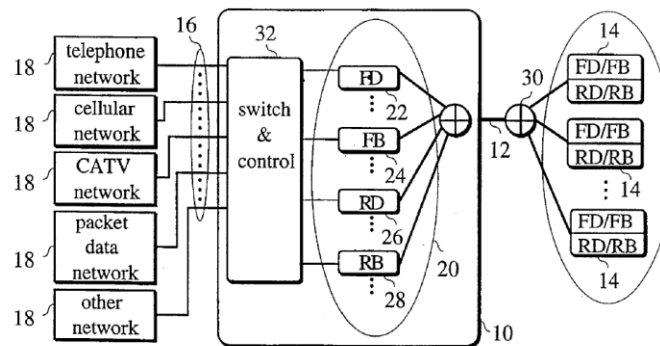 16
32
14
18
telephone
network
FD
22
30
FD/FB
RD/RB
18
cellular
network
switch
&
control
FB
24
12
FD/FB
RD/RB
14
18
CATV
network
RD
26
18
packet
data
network
20
FD/FB
RD/RB
14
RB
28
18
other
network
10